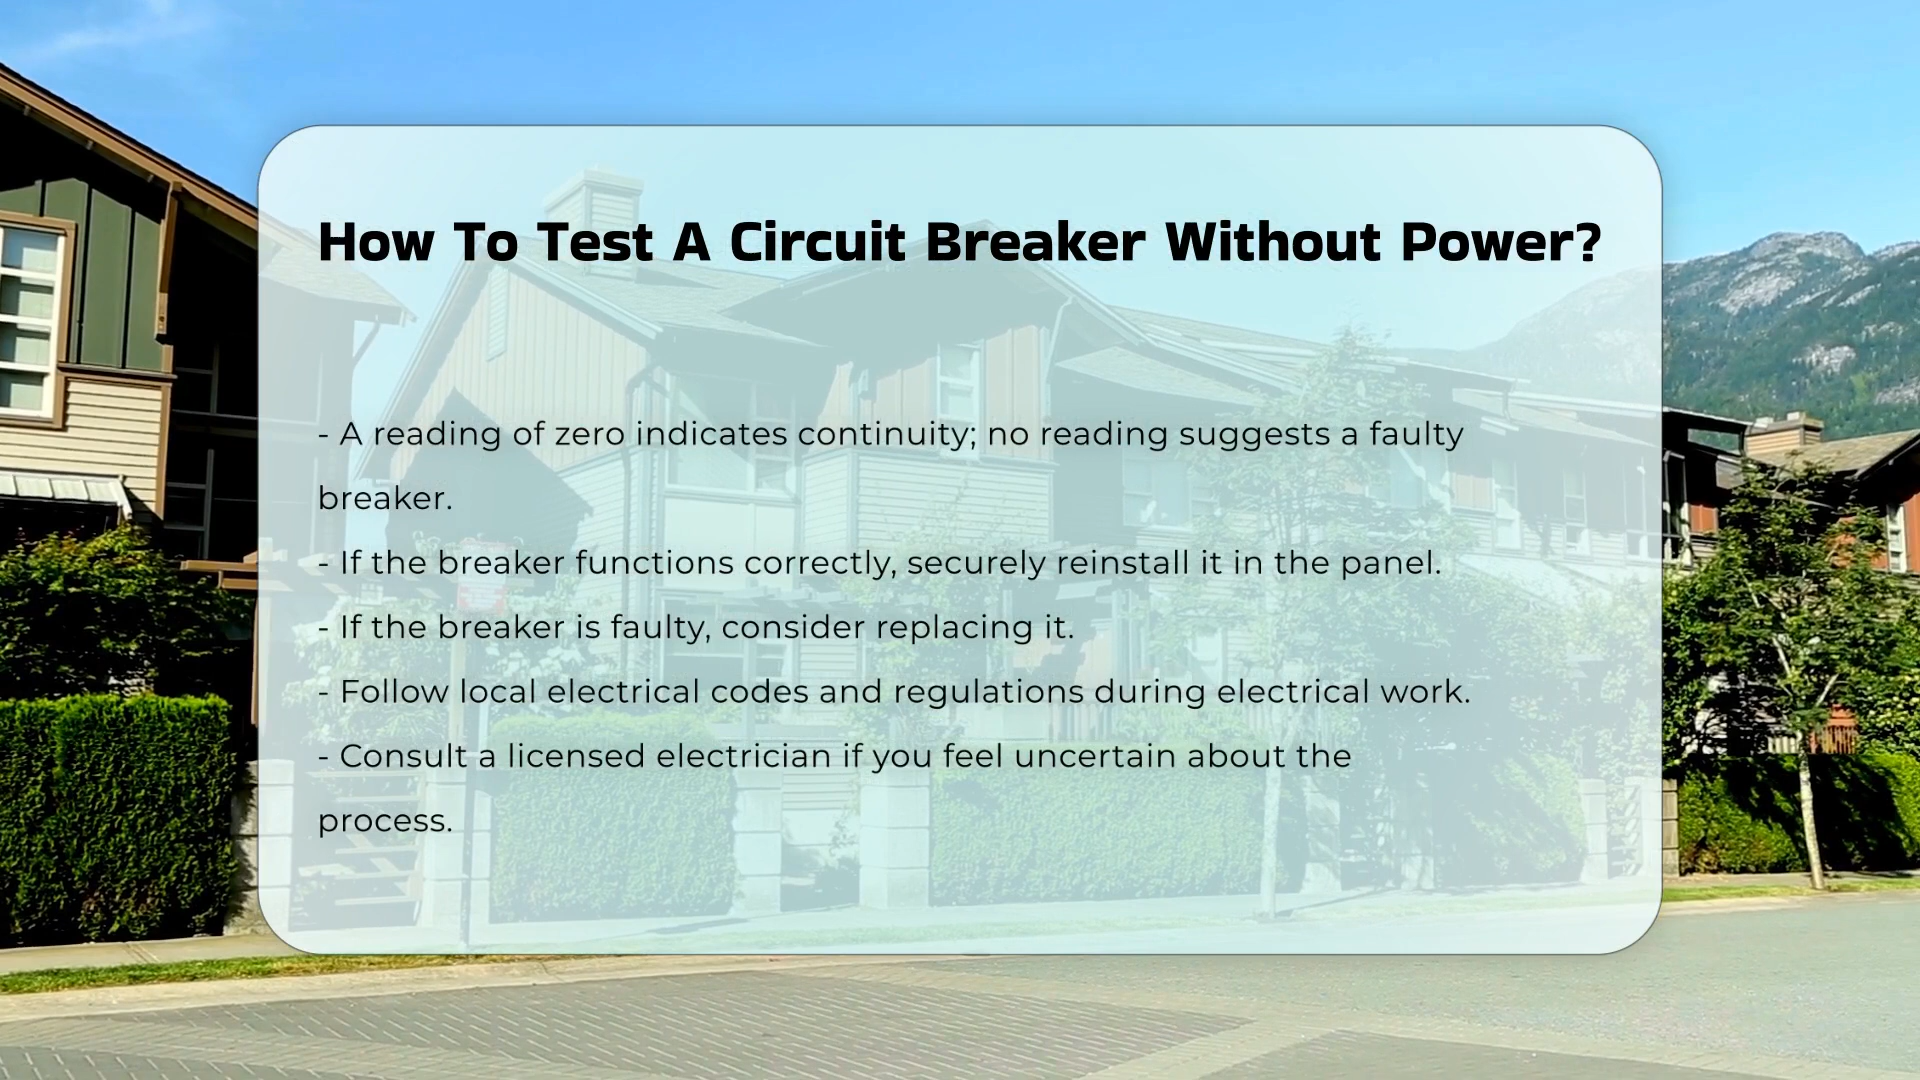 How To Test A Circuit Breaker Without Power?
- A reading of zero indicates continuity; no reading suggests a faulty
breaker.
- If the breaker functions correctly, securely reinstall it in the panel.
- If the breaker is faulty, consider replacing it.
- Follow local electrical codes and regulations during electrical work.
- Consult a licensed electrician if you feel uncertain about the
process.